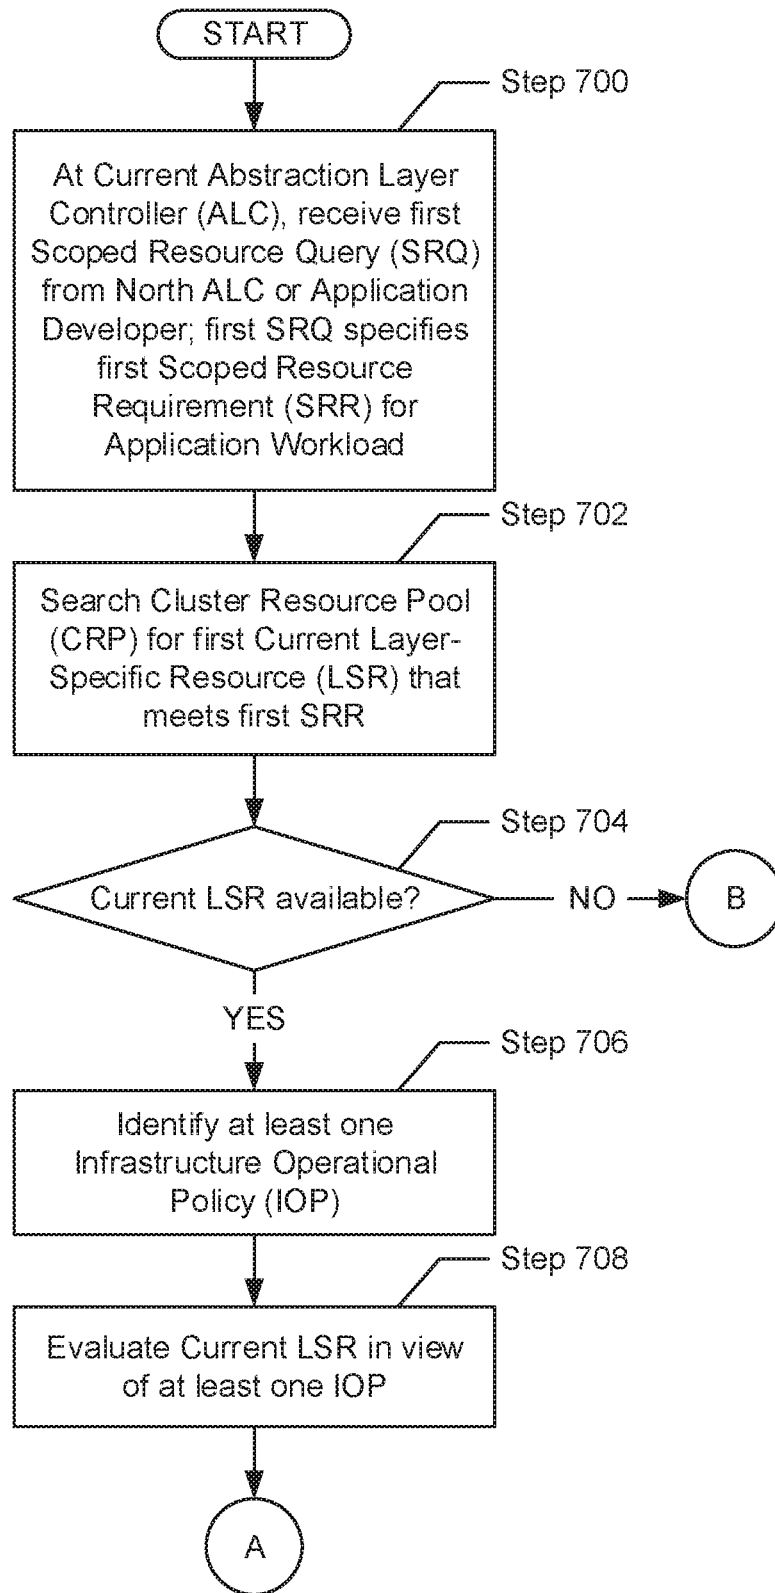 START
Step 700
At Current Abstraction Layer
Controller (ALC), receive first
Scoped Resource Query (SRQ)
from North ALC or Application
Developer; first SRQ specifies
first Scoped Resource
Requirement (SRR) for
Application Workload
Step 702
Search Cluster Resource Pool
(CRP) for first Current Layer-
Specific Resource (LSR) that
meets first SRR
Step 704
Current LSR available?
NO
B
YES
Step 706
Identify at least one
Infrastructure Operational
Policy (IOP)
Step 708
Evaluate Current LSR in view
of at least one IOP
A